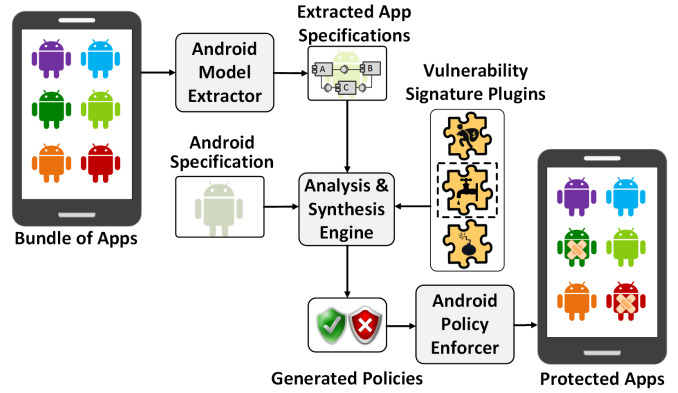 Extracted App
Specifications
Android
Model
Extractor
A
B
C
Vulnerability
Signature Plugins
Android
Specification
Analysis &
Synthesis
Engine
Bundle of Apps
$
Android
Policy
Enforcer
Generated Policies
Protected Apps